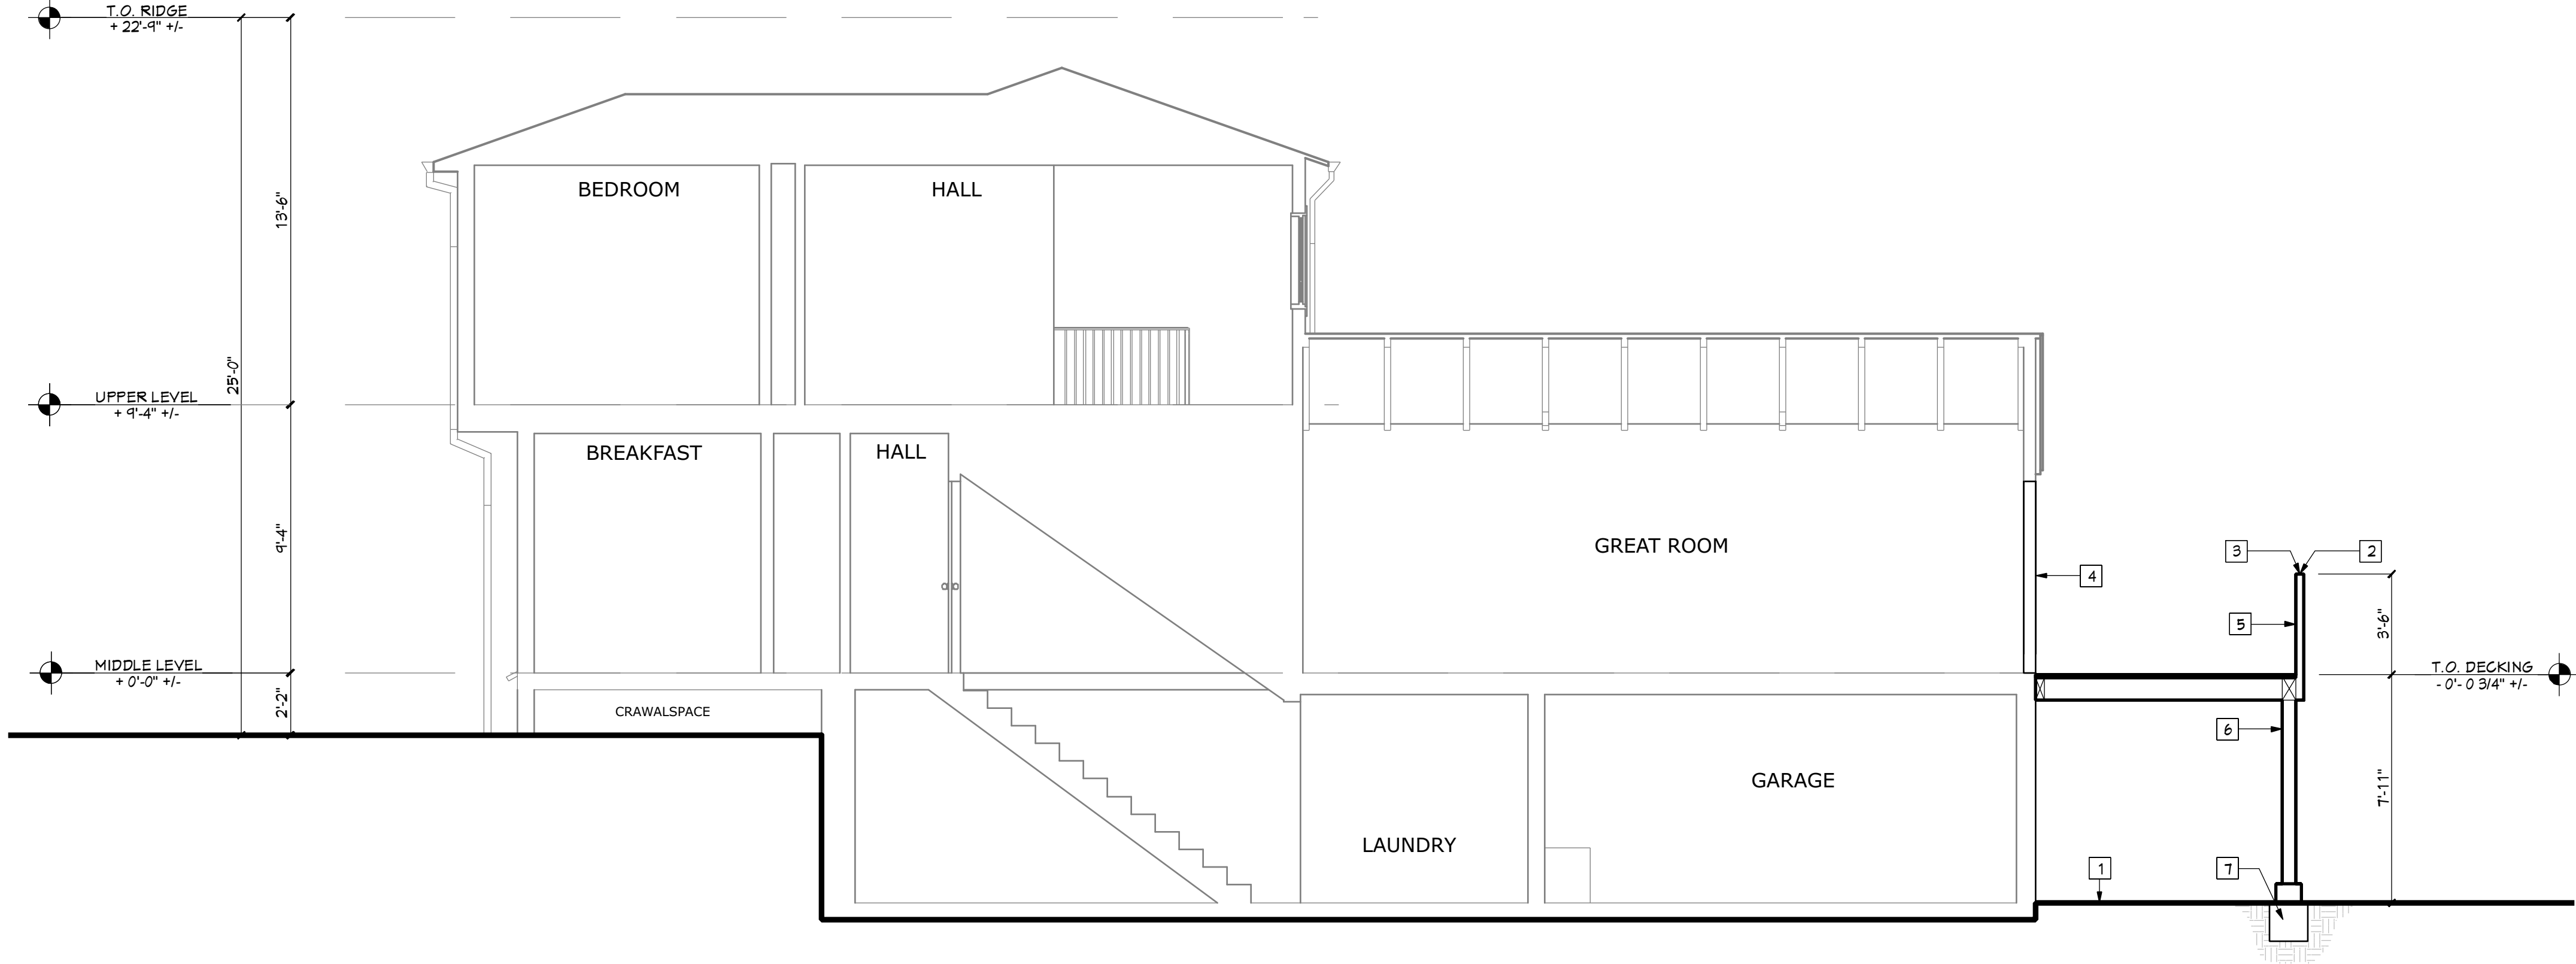 T.O. RIDGE
+ 22'-9" +/-
13'-6"
25'-0"
UPPER LEVEL
+ 9'-4" +/-
9'-4"
MIDDLE LEVEL
+ 0'-0" +/-
2'-2"
BEDROOM
HALL
BREAKFAST
HALL
CRAWALSPACE
GREAT ROOM
LAUNDRY
GARAGE
3
2
4
5
6
1
7
3'-6"
T.O. DECKING
- 0'- 0 3/4" +/-
7'-11"